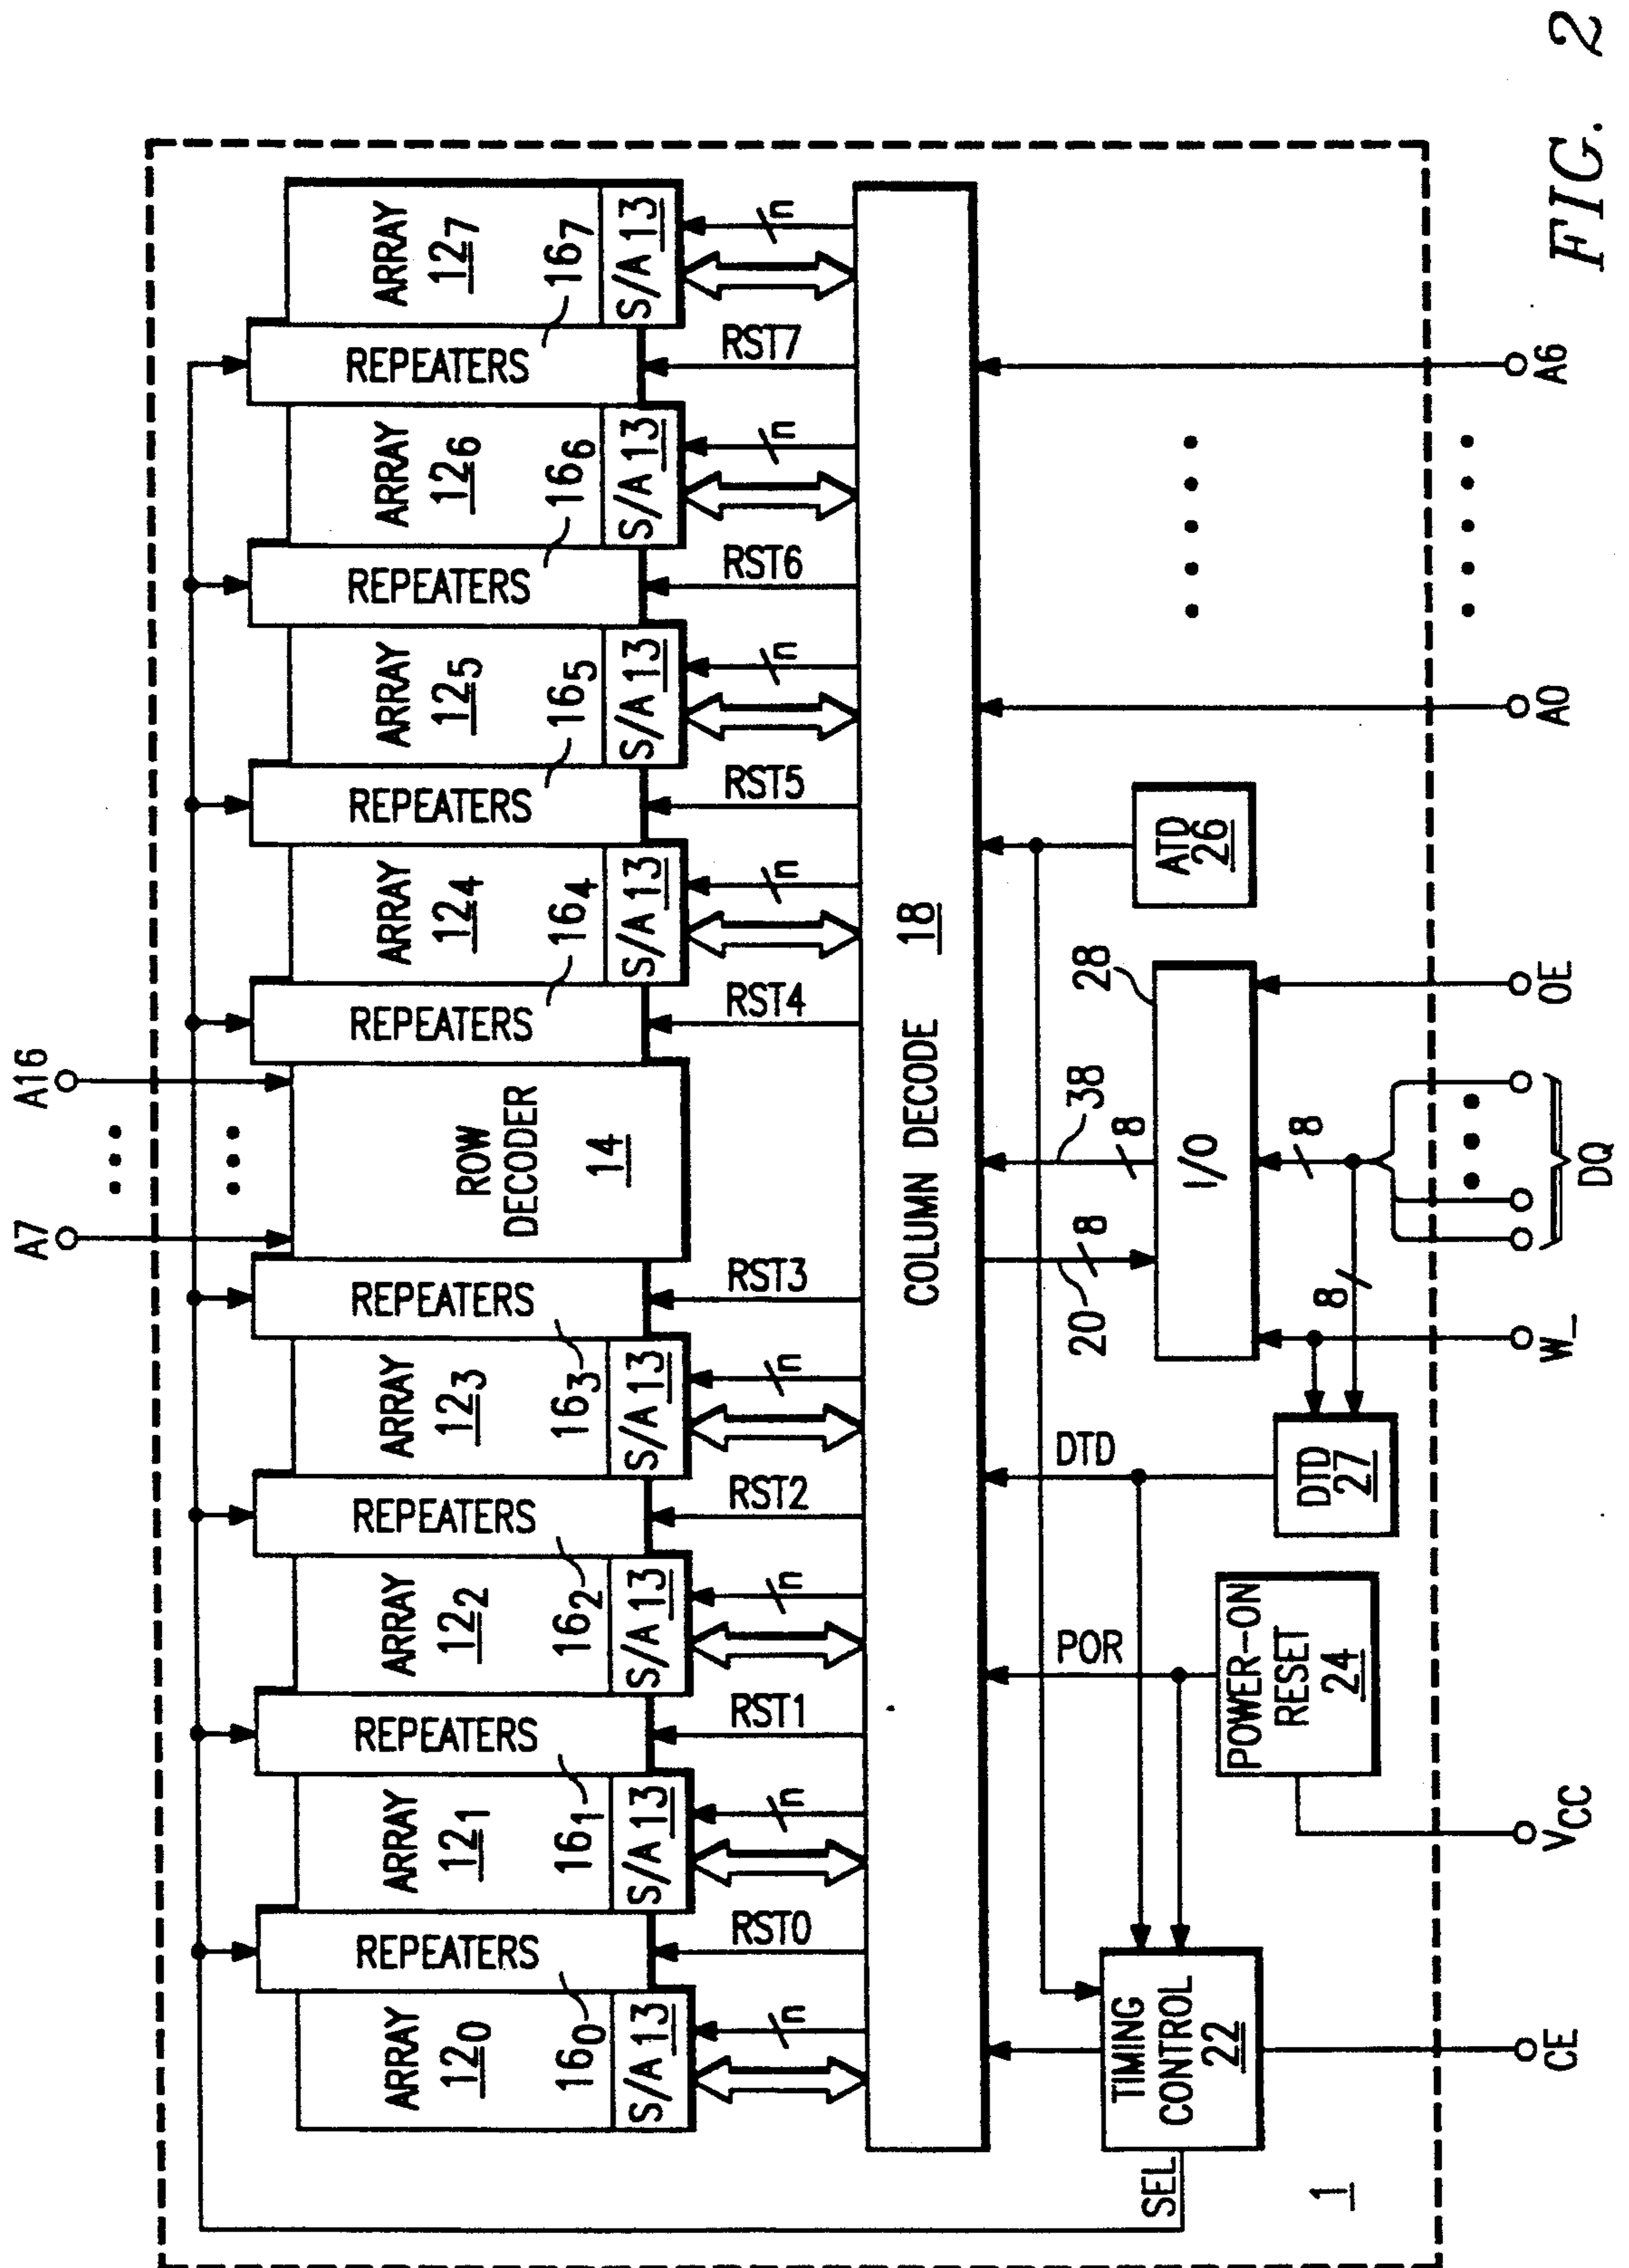 FIG. 2
A7
A16
ARRAY
12₀
REPEATERS
16₀
S/A 13
ARRAY
12₁
REPEATERS
16₁
S/A 13
ARRAY
12₂
REPEATERS
16₂
S/A 13
ARRAY
12₃
REPEATERS
16₃
S/A 13
ROW
DECODER
14
REPEATERS
16₄
ARRAY
12₄
S/A 13
REPEATERS
16₅
ARRAY
12₅
S/A 13
REPEATERS
16₆
ARRAY
12₆
S/A 13
REPEATERS
16₇
ARRAY
12₇
S/A 13
n
RST0
n
RST1
n
RST2
n
RST3
RST4
n
RST5
n
RST6
n
RST7
n
COLUMN DECODE 18
SEL
TIMING
CONTROL
22
POR
POWER-ON
RESET
24
DTD
DTD
27
20
8
38
8
I/O
28
8
8
ATD
26
1
CE
VCC
W_
DQ
OE
A0
A6